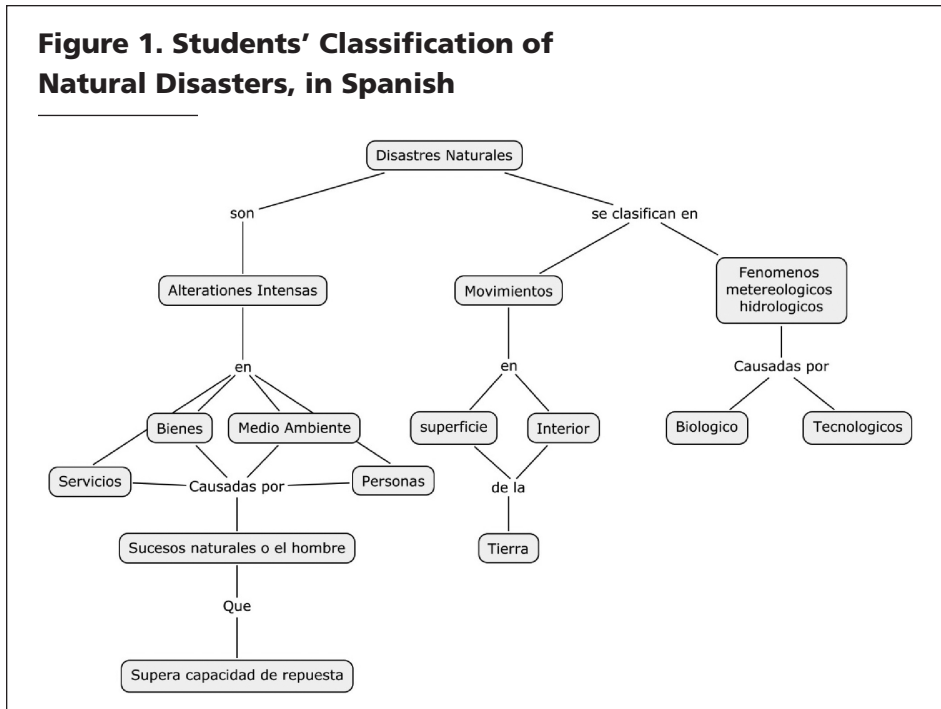 Figure 1. Students’ Classification of
Natural Disasters, in Spanish
Disastres Naturales
son
se clasifican en
Alterationes Intensas
Movimientos
Fenomenos
metereologicos
hidrologicos
en
en
Causadas por
Bienes
Medio Ambiente
superficie
Interior
Biologico
Tecnologicos
Servicios
Causadas por
Personas
de la
Sucesos naturales o el hombre
Tierra
Que
Supera capacidad de repuesta